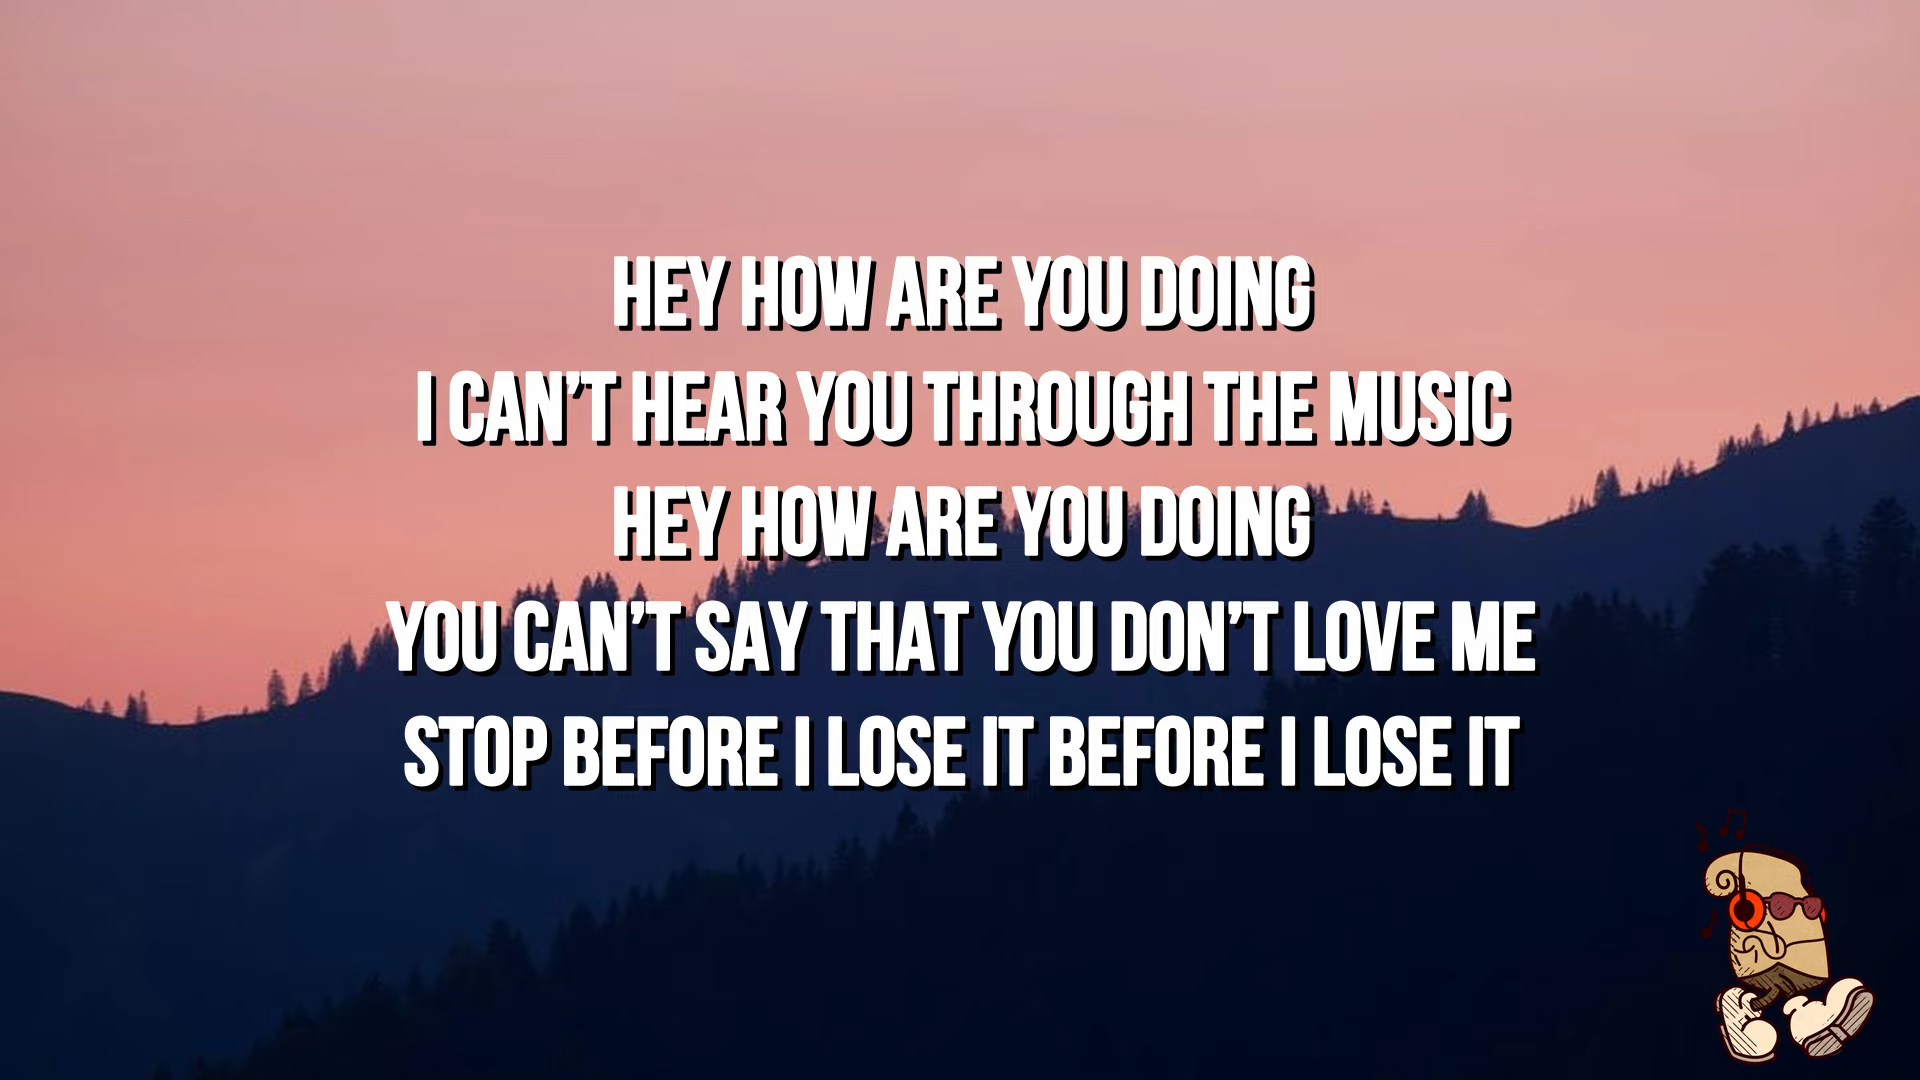 HEY HOW ARE YOU DOING
I CAN’T HEAR YOU THROUGH THE MUSIC
HEY HOW ARE YOU DOING
YOU CAN’T SAY THAT YOU DON’T LOVE ME
STOP BEFORE I LOSE IT BEFORE I LOSE IT